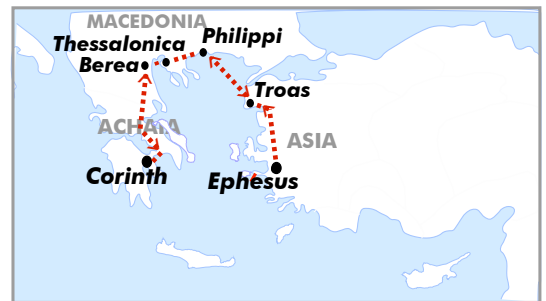 MACEDONIA
Philippi
Thessalonica
Berea
Troas
ACHAIA
ASIA
Corinth
Ephesus